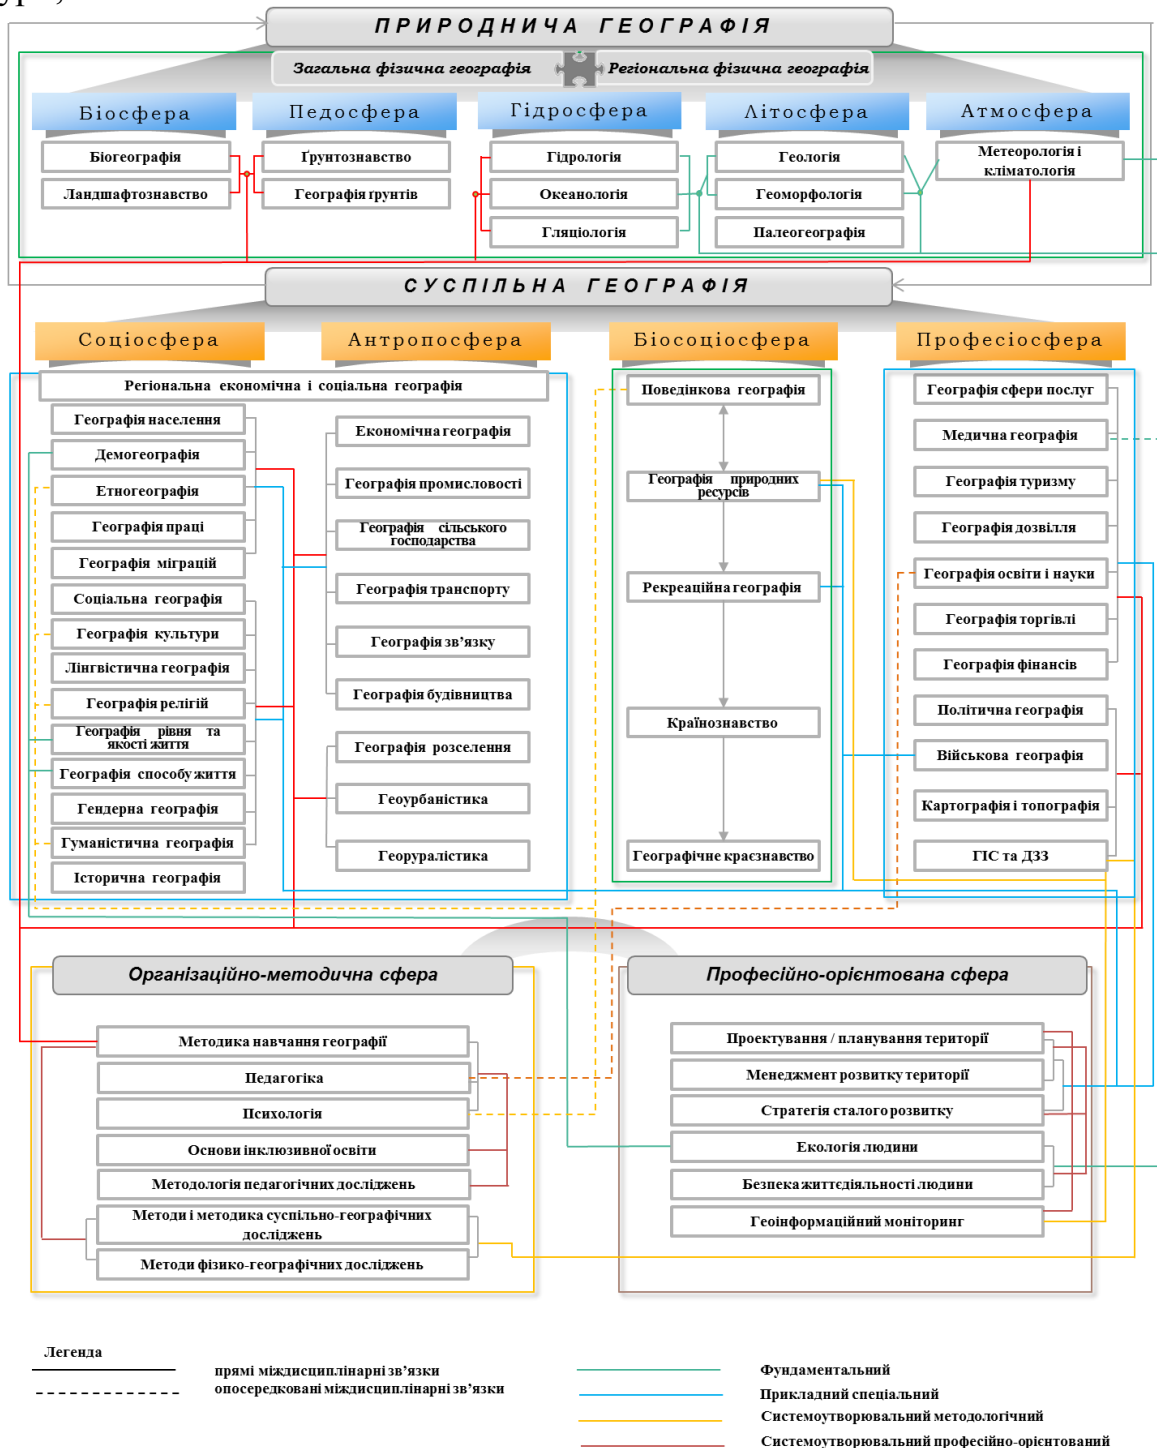 ПРИРОДНИЧА ГЕОГРАФІЯ
Загальна фізична географія
Регіональна фізична географія
Біосфера
Педосфера
Гідросфера
Літосфера
Атмосфера
Біогеографія
Ландшафтознавство
Ґрунтознавство
Географія ґрунтів
Гідрологія
Океанологія
Гляціологія
Геологія
Геоморфологія
Палеогеографія
Метеорологія і
кліматологія
СУСПІЛЬНА ГЕОГРАФІЯ
Соціосфера
Антропосфера
Біосоціосфера
Професіосфера
Регіональна економічна і соціальна географія
Географія населення
Демогеографія
Етногеографія
Географія праці
Географія міграцій
Соціальна географія
Географія культури
Лінгвістична географія
Географія релігій
Географія рівня та
якості життя
Географія способу життя
Гендерна географія
Гуманістична географія
Історична географія
Економічна географія
Географія промисловості
Географія сільського
господарства
Географія транспорту
Географія зв’язку
Географія будівництва
Географія розселення
Геоурбаністика
Георуралістика
Поведінкова географія
Географія природних
ресурсів
Рекреаційна географія
Країнознавство
Географічне краєзнавство
Географія сфери послуг
Медична географія
Географія туризму
Географія дозвілля
Географія освіти і науки
Географія торгівлі
Географія фінансів
Політична географія
Військова географія
Картографія і топографія
ГІС та ДЗЗ
Організаційно-методична сфера
Методика навчання географії
Педагогіка
Психологія
Основи інклюзивної освіти
Методологія педагогічних досліджень
Методи і методика суспільно-географічних
досліджень
Методи фізико-географічних досліджень
Професійно-орієнтована сфера
Проектування / планування території
Менеджмент розвитку території
Стратегія сталого розвитку
Екологія людини
Безпека життєдіяльності людини
Геоінформаційний моніторинг
Легенда
прямі міждисциплінарні зв’язки
опосередковані міждисциплінарні зв’язки
Фундаментальний
Прикладний спеціальний
Системоутворювальний методологічний
Системоутворювальний професійно-орієнтований